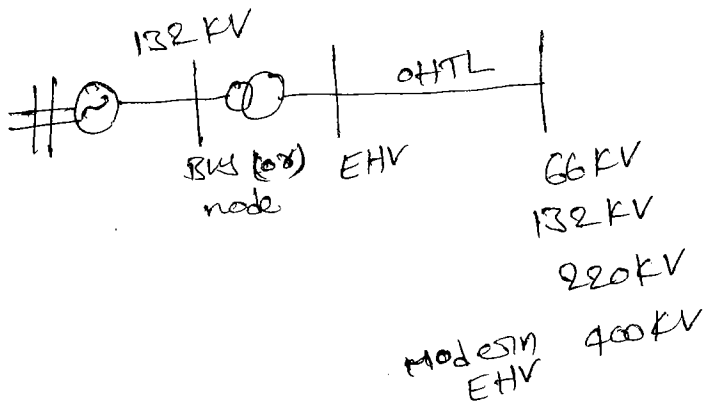 132 KV
OHTL
BUS (or)
node
EHV
66 KV
132 KV
220 KV
400 KV
Modern
EHV